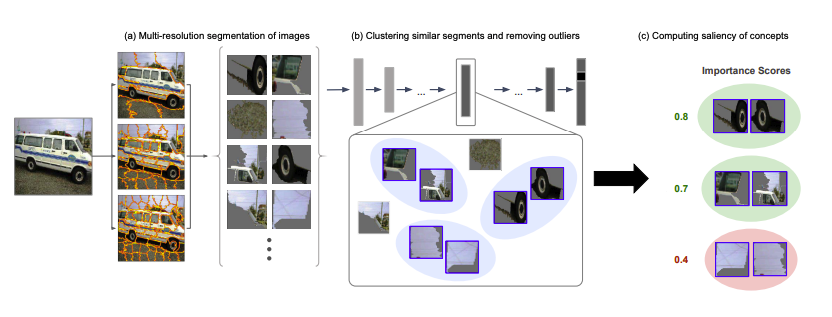 (a) Multi-resolution segmentation of images
(b) Clustering similar segments and removing outliers
(c) Computing saliency of concepts
Importance Scores
...
...
0.8
0.7
0.4